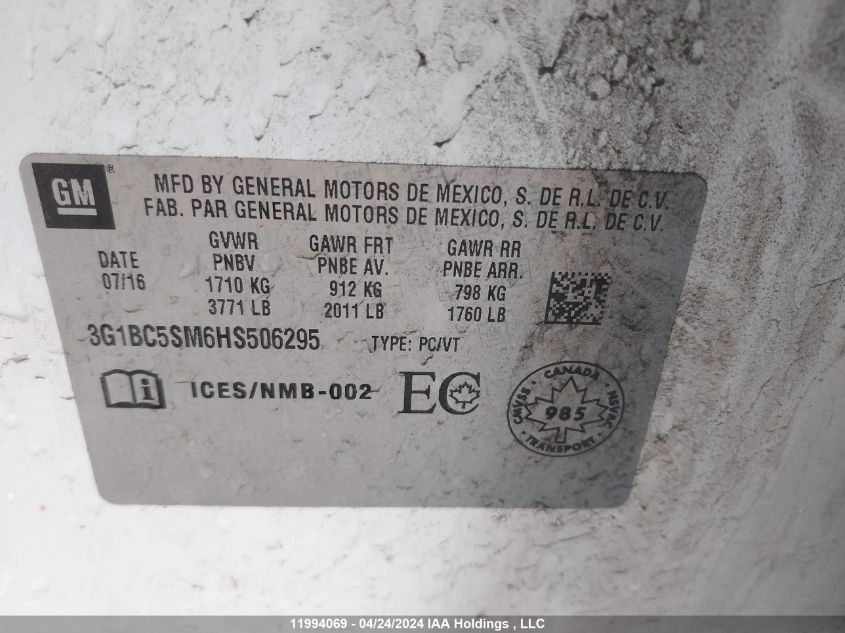 GM®
MFD BY GENERAL MOTORS DE MEXICO, S. DE R.L. DE C.V.
FAB. PAR GENERAL MOTORS DE MEXICO, S. DE R.L. DE C.V.
DATE
07/16
GVWR
PNBV
1710 KG
3771 LB
GAWR FRT
PNBE AV.
912 KG
2011 LB
GAWR RR
PNBE ARR.
798 KG
1760 LB
3G1BC5SM6HS506295 TYPE: PC/VT
i ICES/NMB-002 EC
CANADA
CMVSS 985 NSVAC
TRANSPORT
11994069 - 04/24/2024 IAA Holdings , LLC